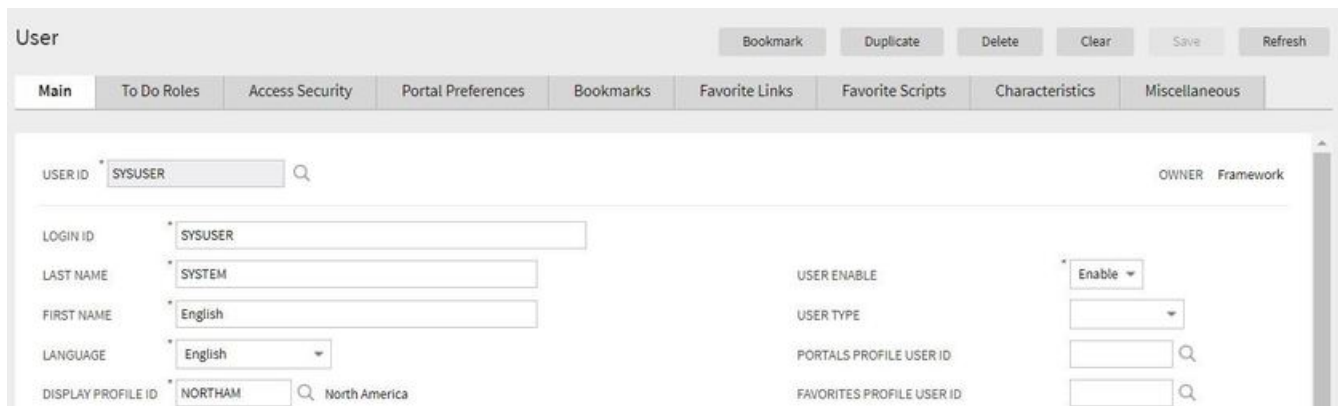 User Bookmark Duplicate Delete Clear Save Refresh
Main To Do Roles Access Security Portal Preferences Bookmarks Favorite Links Favorite Scripts Characteristics Miscellaneous
USER ID * SYSUSER OWNER Framework
LOGIN ID * SYSUSER
LAST NAME * SYSTEM USER ENABLE * Enable
FIRST NAME * English USER TYPE
LANGUAGE * English PORTALS PROFILE USER ID
DISPLAY PROFILE ID * NORTHAM North America FAVORITES PROFILE USER ID